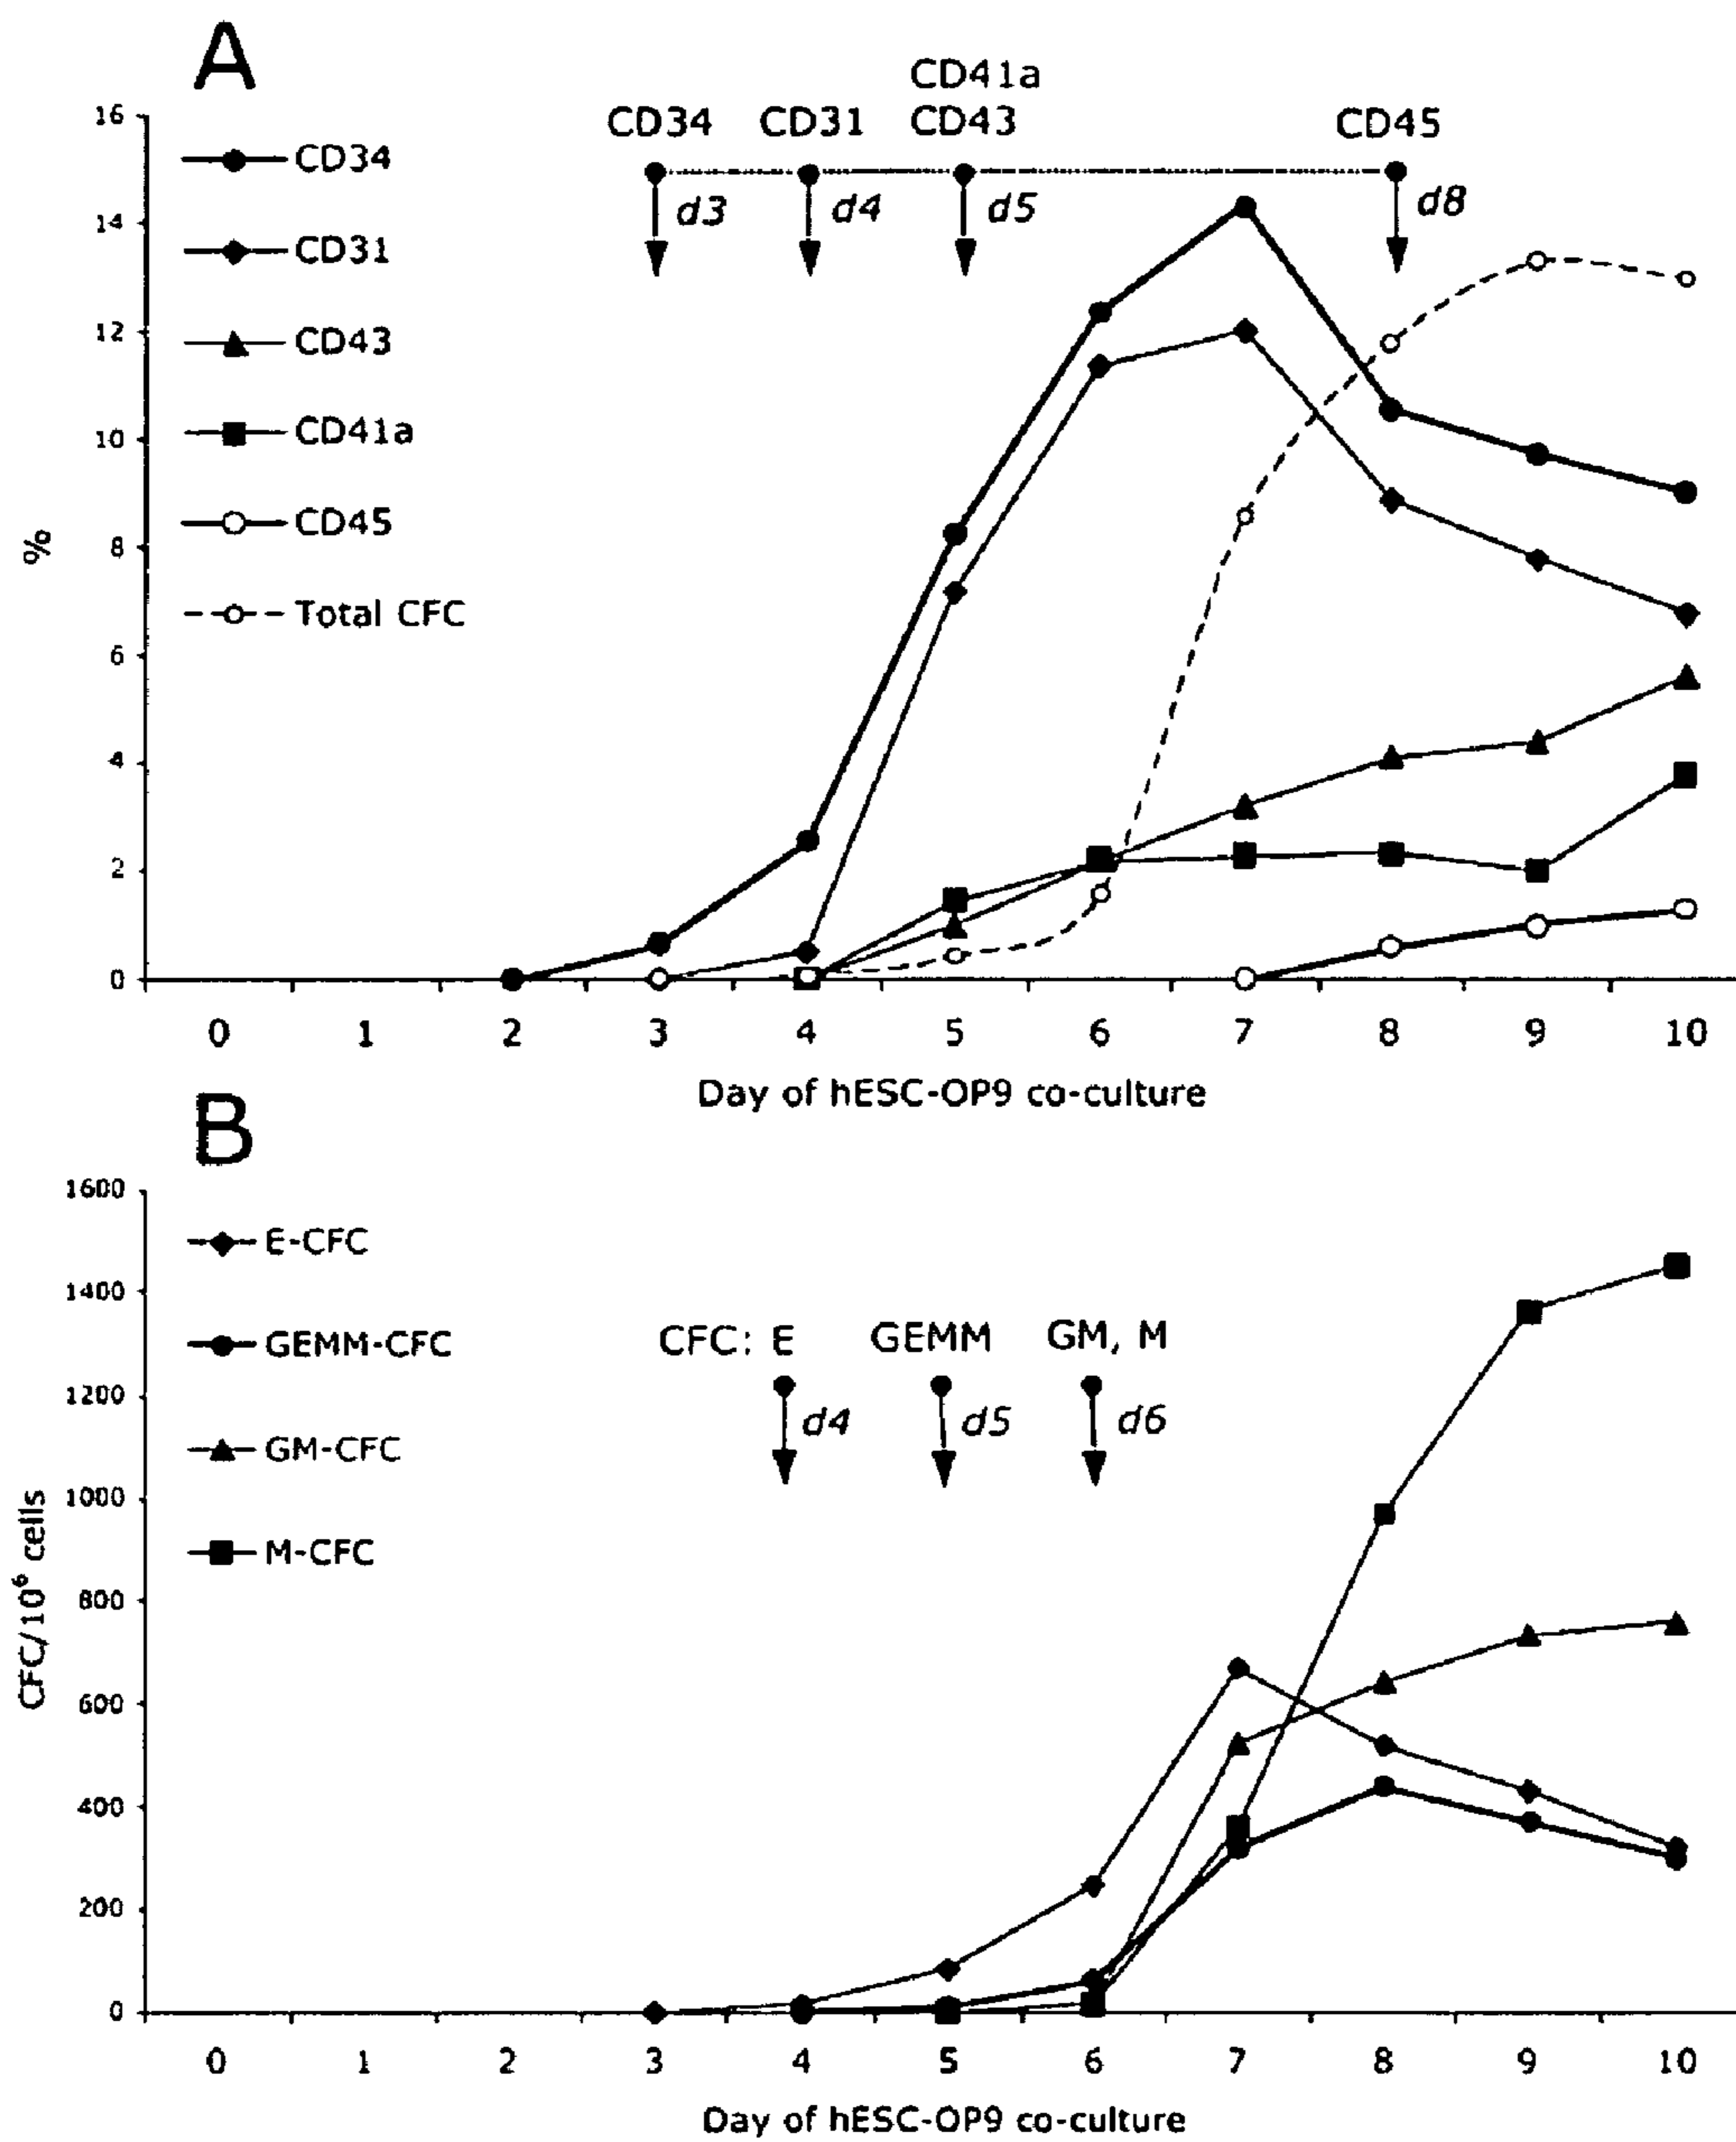 A
CD41a
CD34 CD31 CD43 CD45
16
CD34
d3 d4 d5 d8
14
CD31
12
CD43
10
CD41a
CD45
%
8
Total CFC
6
4
2
0
0 1 2 3 4 5 6 7 8 9 10
Day of hESC-OP9 co-culture
B
1600
E-CFC
1400
CFC: E GEMM GM, M
GEMM-CFC
1200
d4 d5 d6
GM-CFC
1000
M-CFC
CFC/10⁶ cells
800
600
400
200
0
0 1 2 3 4 5 6 7 8 9 10
Day of hESC-OP9 co-culture